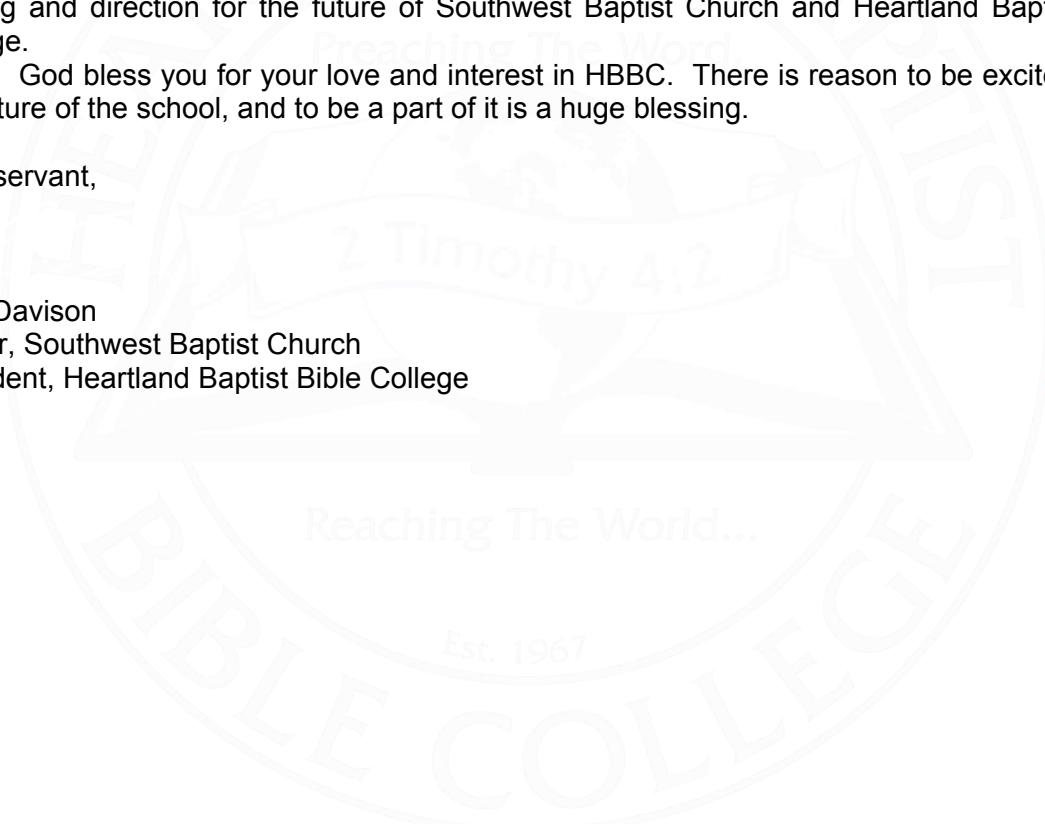 g and direction for the future of Southwest Baptist Church and Heartland Bapt
ge.
God bless you for your love and interest in HBBC. There is reason to be excite
ture of the school, and to be a part of it is a huge blessing.
servant,
Davison
r, Southwest Baptist Church
dent, Heartland Baptist Bible College
Preaching The Word...
2 Timothy 4:2
Reaching The World...
Est. 1967
HEA
PTIST
BIBLE COLLEGE